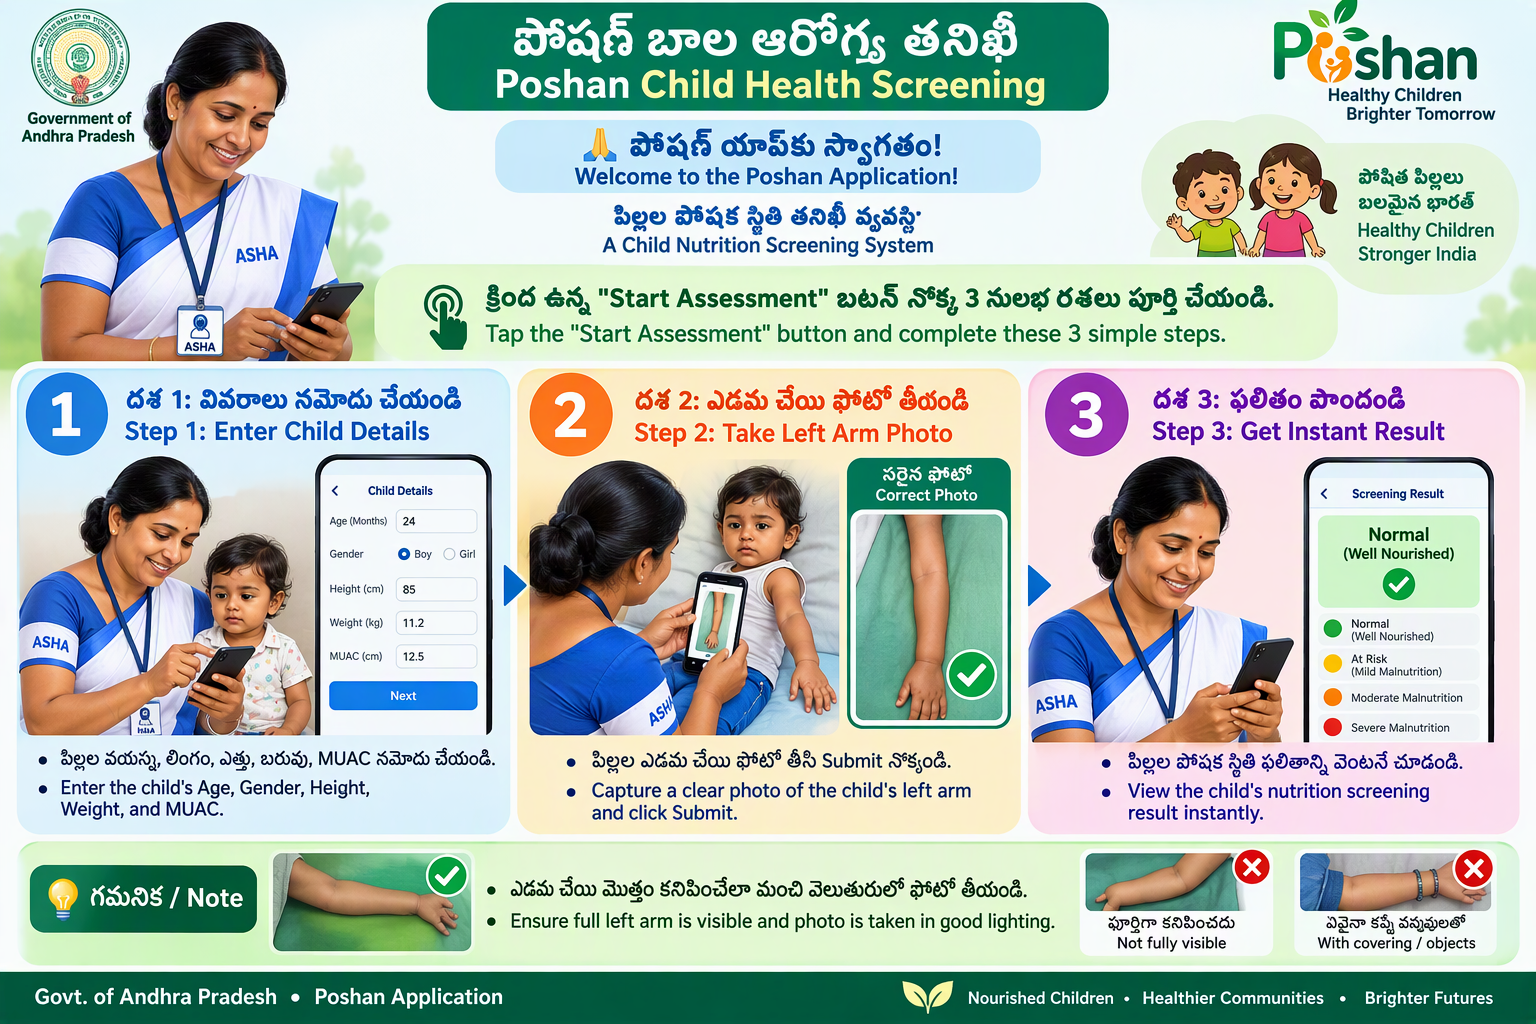 Government of
Andhra Pradesh
పోషణ్ బాల ఆరోగ్య తనిఖీ
Poshan Child Health Screening
Poshan
Healthy Children
Brighter Tomorrow
🙏 పోషణ్ యాప్‌కు స్వాగతం!
Welcome to the Poshan Application!
పిల్లల పోషక స్థితి తనిఖీ వ్యవస్థ
A Child Nutrition Screening System
పోషిత పిల్లలు
బలమైన భారత్
Healthy Children
Stronger India
ASHA
ASHA
క్రింద ఉన్న "Start Assessment" బటన్ నోక్క 3 నులభ రశలు పూర్తి చేయండి.
Tap the "Start Assessment" button and complete these 3 simple steps.
1
దశ 1: వివరాలు నమోదు చేయండి
Step 1: Enter Child Details
ASHA
Child Details
Age (Months) 24
Gender Boy Girl
Height (cm) 85
Weight (kg) 11.2
MUAC (cm) 12.5
Next
• పిల్లల వయస్సు, లింగం, ఎత్తు, బరువు, MUAC నమోదు చేయండి.
• Enter the child's Age, Gender, Height,
Weight, and MUAC.
2
దశ 2: ఎడమ చేయి ఫోటో తీయండి
Step 2: Take Left Arm Photo
ASHA
సరైన ఫోటో
Correct Photo
• పిల్లల ఎడమ చేయి ఫోటో తీసి Submit నోక్యండి.
• Capture a clear photo of the child's left arm
and click Submit.
3
దశ 3: ఫలితం పొందండి
Step 3: Get Instant Result
ASHA
Screening Result
Normal
(Well Nourished)
Normal
(Well Nourished)
At Risk
(Mild Malnutrition)
Moderate Malnutrition
Severe Malnutrition
• పిల్లల పోషక స్థితి ఫలితాన్ని వెంటనే చూడండి.
• View the child's nutrition screening
result instantly.
గమనిక / Note
• ఎడమ చేయి మొత్తం కనిపించేలా మంచి వెలుతురులో ఫోటో తీయండి.
• Ensure full left arm is visible and photo is taken in good lighting.
పూర్తిగా కనిపించదు
Not fully visible
ఏవైనా కప్పే వస్తువులతో
With covering / objects
Govt. of Andhra Pradesh • Poshan Application
Nourished Children • Healthier Communities • Brighter Futures